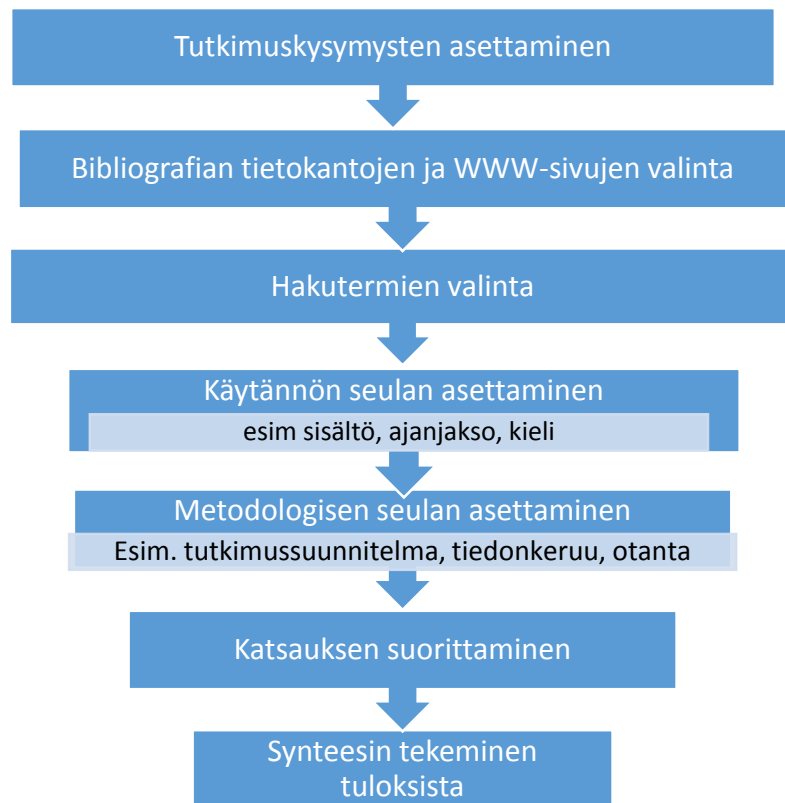 Tutkimuskysymysten asettaminen
Bibliografian tietokantojen ja WWW-sivujen valinta
Hakutermien valinta
Käytännön seulan asettaminen
esim sisältö, ajanjakso, kieli
Metodologisen seulan asettaminen
Esim. tutkimussuunnitelma, tiedonkeruu, otanta
Katsauksen suorittaminen
Synteesin tekeminen
tuloksista